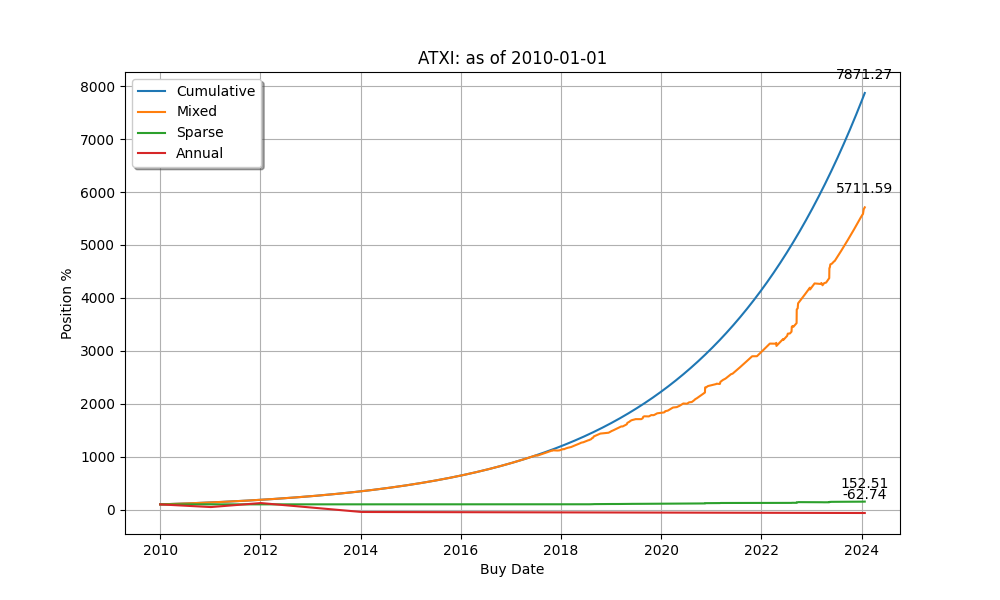 ATXI: as of 2010-01-01
Cumulative
Mixed
Sparse
Annual
7871.27
5711.59
152.51
-62.74
8000
7000
6000
5000
4000
3000
2000
1000
0
Position %
2010 2012 2014 2016 2018 2020 2022 2024
Buy Date